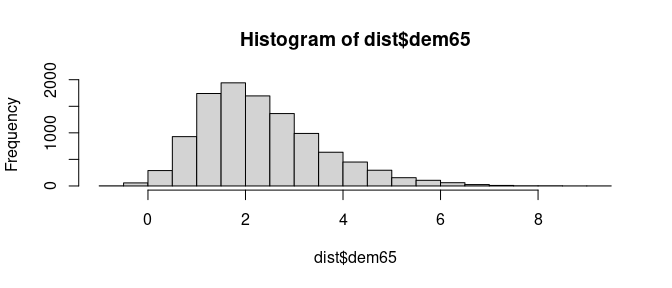 Histogram of dist$dem65
Frequency
2000
1000
0
0 2 4 6 8
dist$dem65